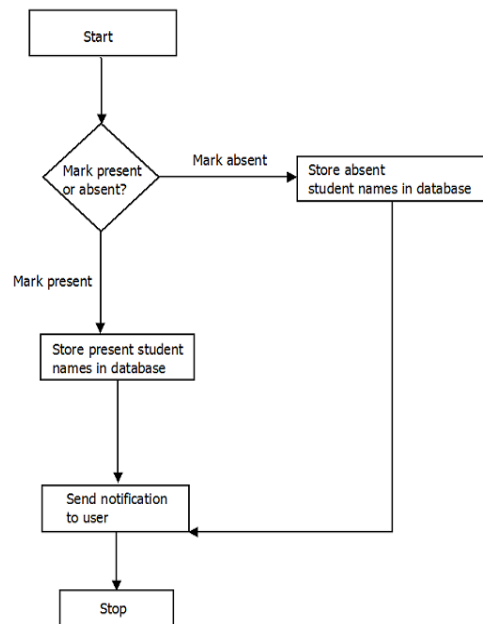 Start
Mark present
or absent?
Mark absent
Store absent
student names in database
Mark present
Store present student
names in database
Send notification
to user
Stop